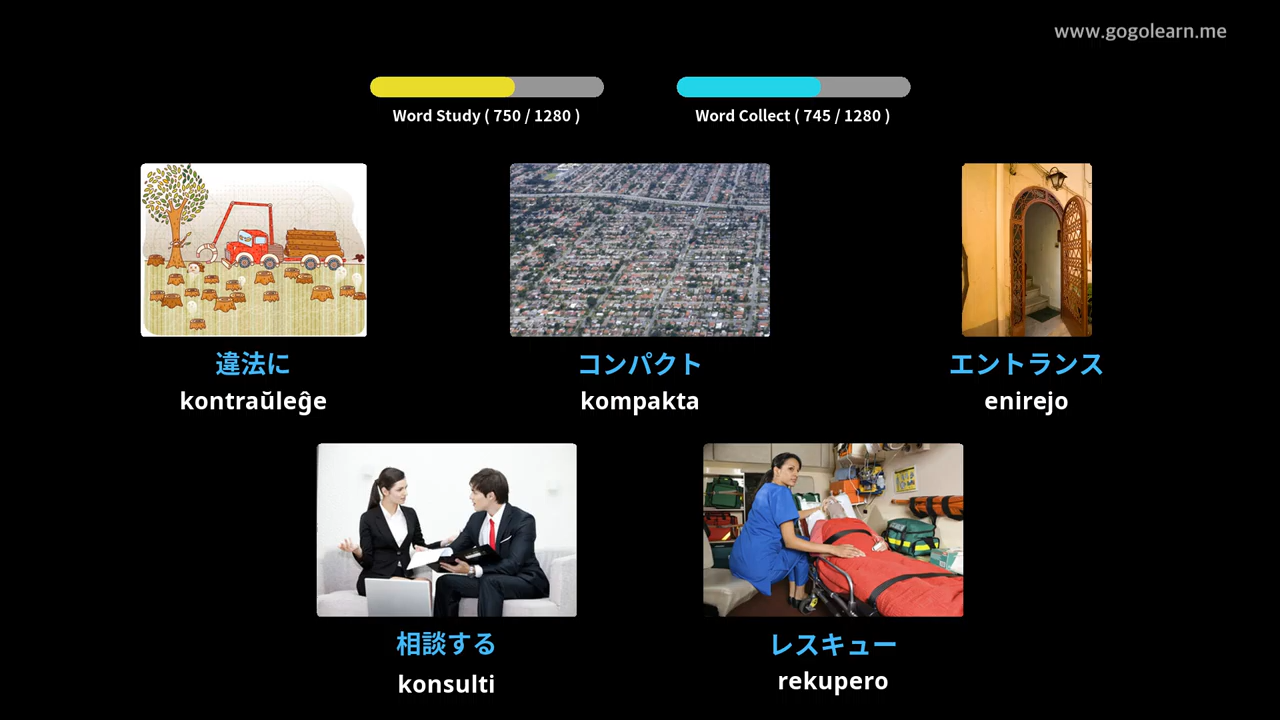 www.gogolearn.me
Word Study ( 750 / 1280 )
Word Collect ( 745 / 1280 )
違法に
kontraŭleĝe
コンパクト
kompakta
エントランス
enirejo
相談する
konsulti
レスキュー
rekupero